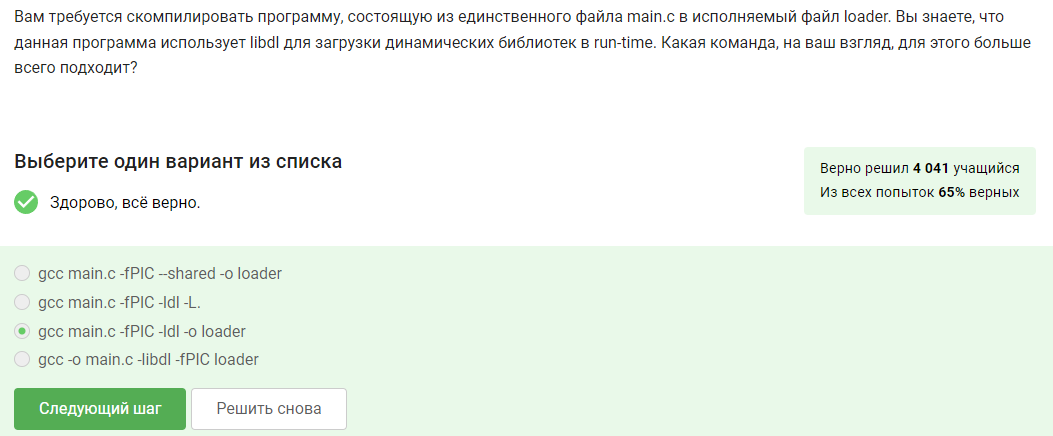 Вам требуется скомпилировать программу, состоящую из единственного файла main.c в исполняемый файл loader. Вы знаете, что
данная программа использует libdl для загрузки динамических библиотек в run-time. Какая команда, на ваш взгляд, для этого больше
всего подходит?
Выберите один вариант из списка
Здорово, всё верно.
Верно решил 4 041 учащийся
Из всех попыток 65% верных
gcc main.c -fPIC --shared -o loader
gcc main.c -fPIC -ldl -L.
gcc main.c -fPIC -ldl -o loader
gcc -o main.c -libdl -fPIC loader
Следующий шаг
Решить снова